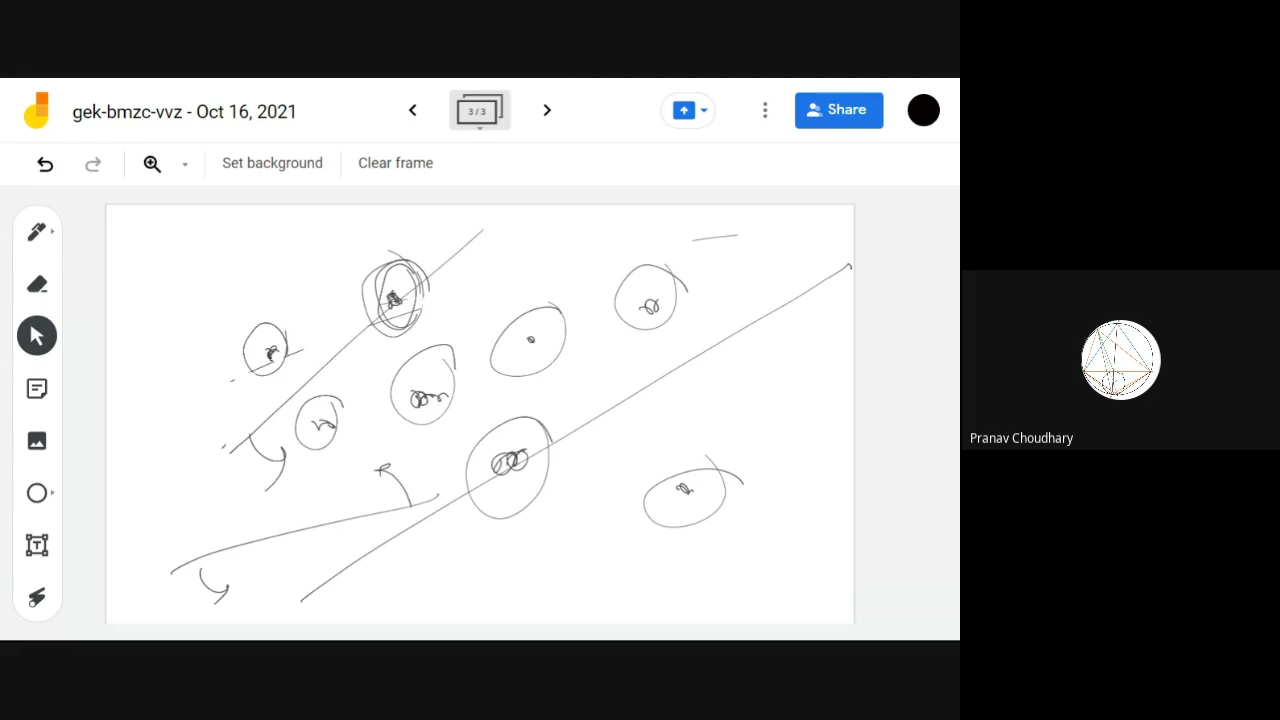 gek-bmzc-vvz - Oct 16, 2021
3 / 3
Share
Set background
Clear frame
T
Pranav Choudhary